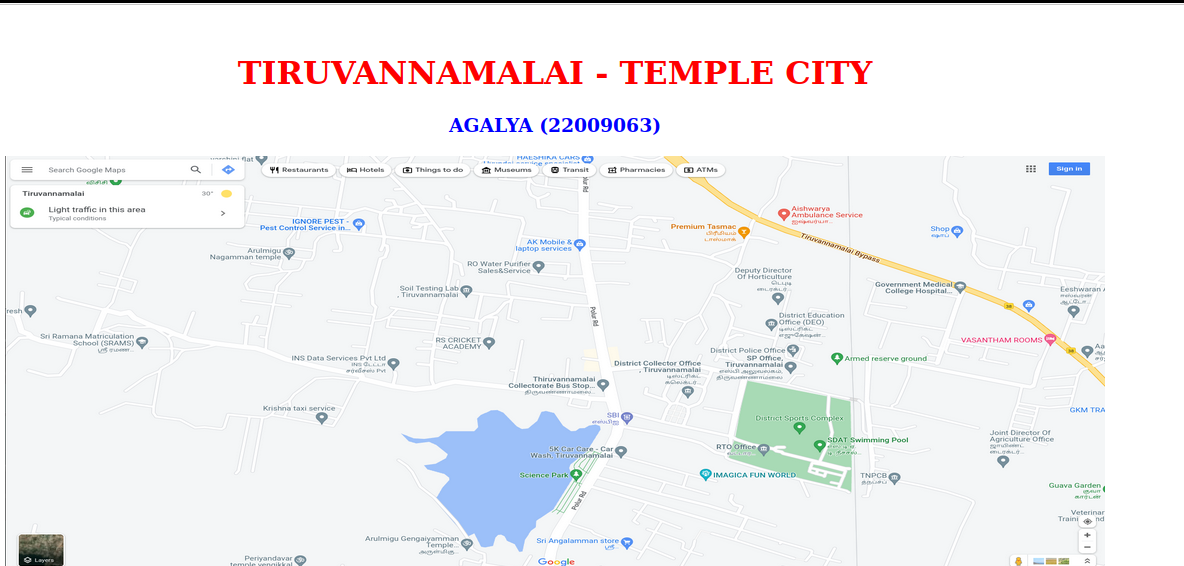 TIRUVANNAMALAI - TEMPLE CITY
AGALYA (22009063)
Search Google Maps
Restaurants
Hotels
Things to do
Museums
Transit
Pharmacies
ATMs
Sign in
Tiruvannamalai
30°
Light traffic in this area
Typical conditions
HAESHIKA CARS
IGNORE PEST -
Pest Control Service in...
Arulmigu
Nagamman temple
AK Mobile &
laptop services
RO Water Purifier
Sales&Service
Soil Testing Lab
, Tiruvannamalai
Premium Tasmac
பிரீமியம்
டாஸ்மாக்
Aishwarya
Ambulance Service
Shop
ஷாப்
Tiruvannamalai Bypass
Deputy Director
Of Horticulture
Government Medical
College Hospital...
Polur Rd
District Education
Office (DEO)
Sri Ramana Matriculation
School (SRAMS)
RS CRICKET
ACADEMY
VASANTHAM ROOMS
INS Data Services Pvt Ltd
District Police Office
SP Office,
Tiruvannamalai
Armed reserve ground
District Collector Office
, Tiruvannamalai
Thiruvannamalai
Collectorate Bus Stop...
Krishna taxi service
SBI
GKM TRA
District Sports Complex
SDAT Swimming Pool
RTO Office
5K Car Care - Car
Wash, Tiruvannamalai
Joint Director Of
Agriculture Office
Science Park
IMAGICA FUN WORLD
TNPCB
Guava Garden
Polur Rd
Arulmigu Gengaiyamman
Temple...
Sri Angalamman store
Periyandavar
temple vengikkal
Layers
Google